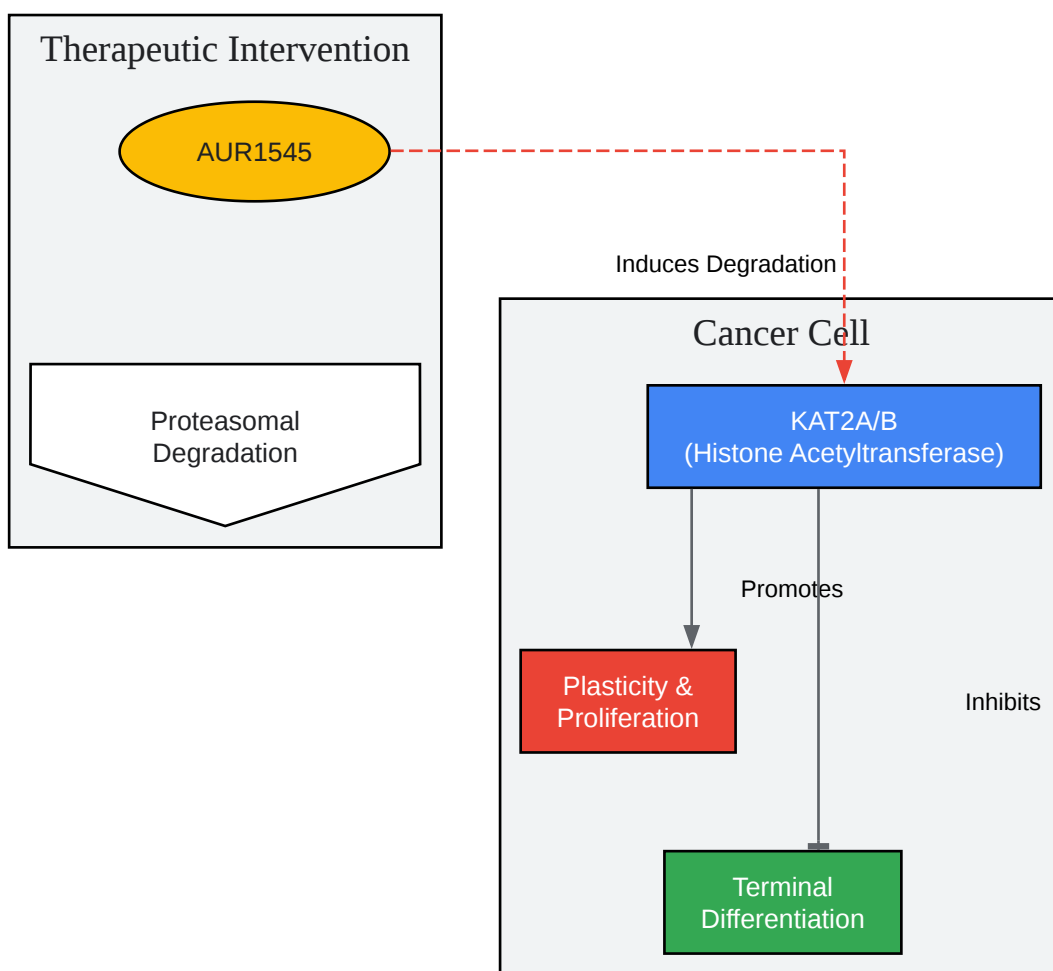 Therapeutic Intervention
AUR1545
Induces Degradation
Cancer Cell
Proteasomal
Degradation
KAT2A/B
(Histone Acetyltransferase)
Promotes
Plasticity &
Proliferation
Inhibits
Terminal
Differentiation